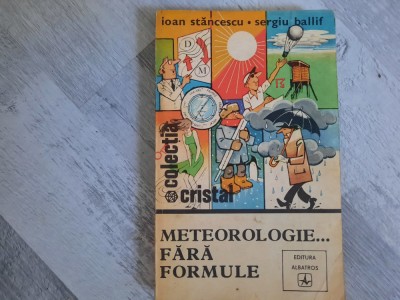 ioan stăncescu • sergiu ballif
D
M
colecția
cristal
METEOROLOGIE...
FĂRĂ
FORMULE
EDITURA
ALBATROS